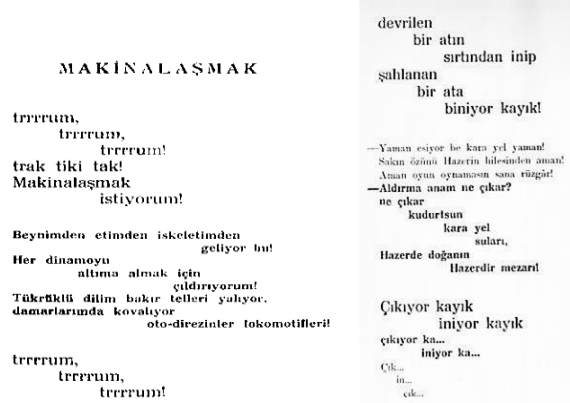 MAKİNALAŞMAK
trrrrum,
trrrrum,
trrrrum!
trak tiki tak!
Makinalaşmak
istiyorum!
Beynimden etimden iskeletimden
geliyor bu!
Her dinamoyu
altıma almak için
çıldırıyorum!
Tükrüklü dilim bakır telleri yalıyor,
damarlarımda kovalıyor
oto-direzinler lokomotifleri!
trrrrum,
trrrrum,
trrrrum!
devrilen
bir atın
sırtından inip
şahlanan
bir ata
biniyor kayık!
—Yaman esiyor be kara yel yaman!
Sakın özünü Hazerin hilesinden aman!
Aman oyun oynamasın sana rüzgâr!
—Aldırma anam ne çıkar?
ne çıkar
kudurtsun
kara yel
suları,
Hazerde doğanın
Hazerdir mezarı!
Çıkıyor kayık
iniyor kayık
çıkıyor ka...
iniyor ka...
Çık...
in...
çık...